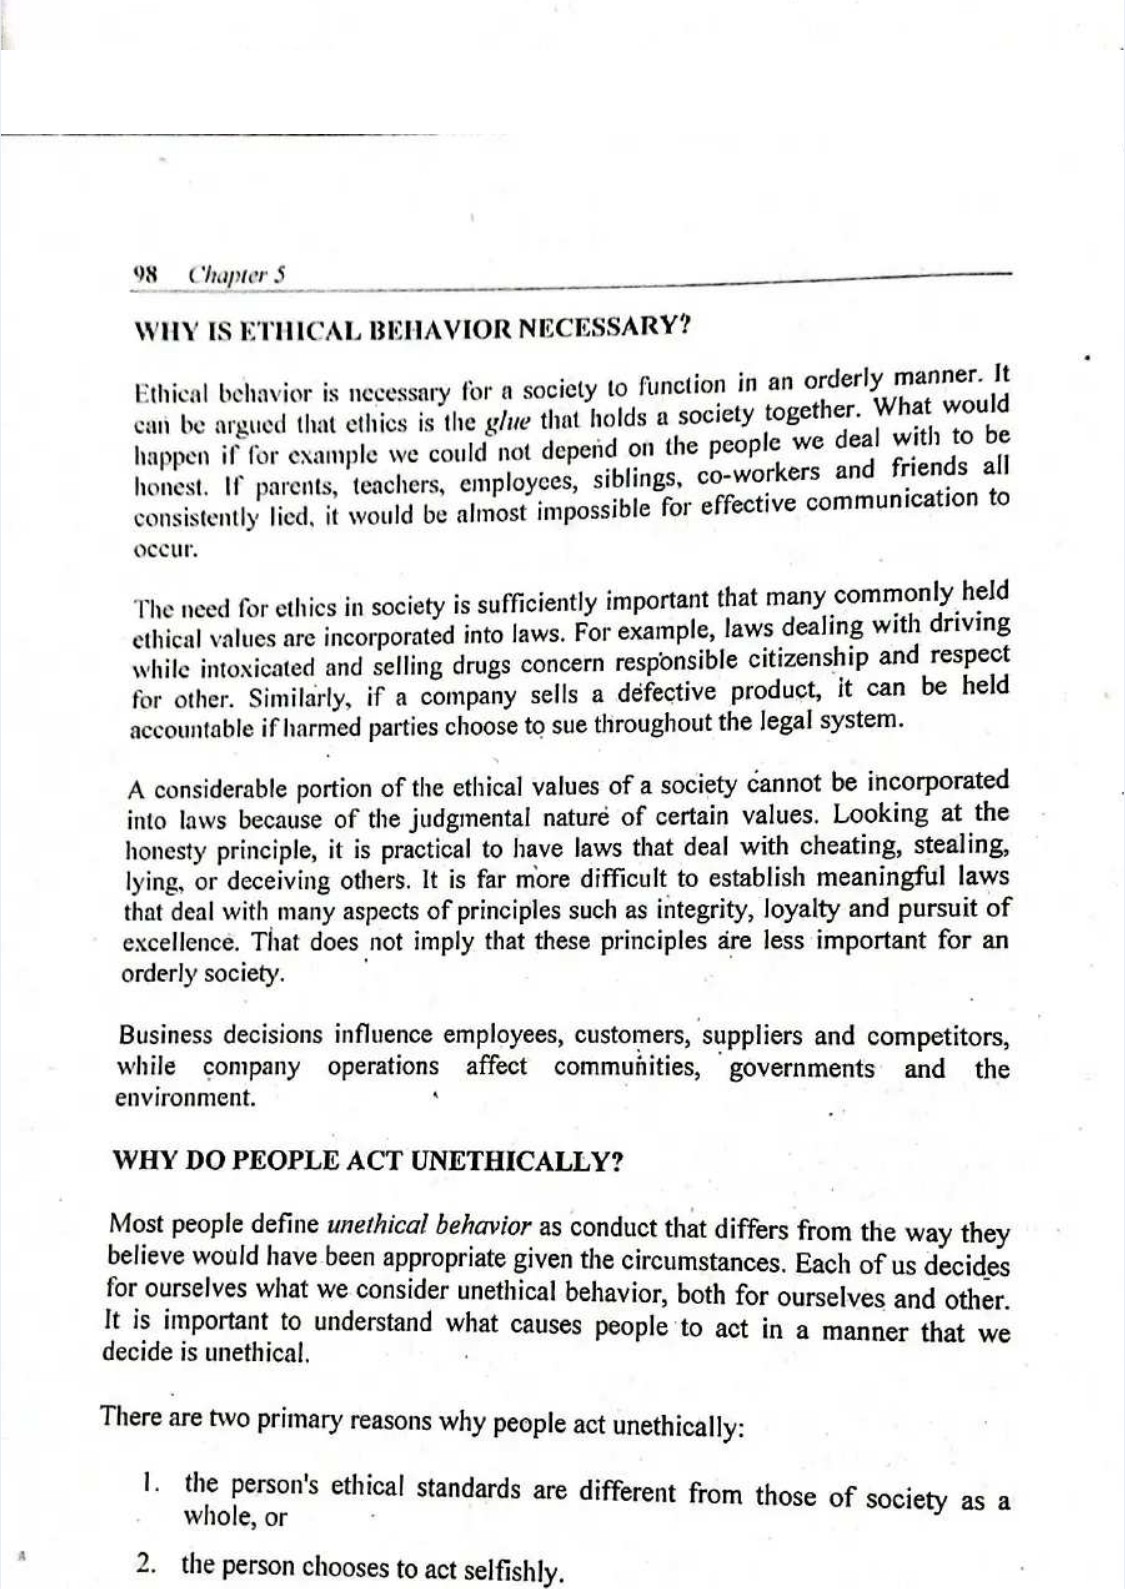 98 Chapter 5
WHY IS ETHICAL BEHAVIOR NECESSARY?
Ethical behavior is necessary for a society to function in an orderly manner. It
can be argued that ethics is the glue that holds a society together. What would
happen if for example we could not depend on the people we deal with to be
honest. If parents, teachers, employees, siblings, co-workers and friends all
consistently lied, it would be almost impossible for effective communication to
occur.
The need for ethics in society is sufficiently important that many commonly held
ethical values are incorporated into laws. For example, laws dealing with driving
while intoxicated and selling drugs concern responsible citizenship and respect
for other. Similarly, if a company sells a defective product, it can be held
accountable if harmed parties choose to sue throughout the legal system.
A considerable portion of the ethical values of a society cannot be incorporated
into laws because of the judgmental nature of certain values. Looking at the
honesty principle, it is practical to have laws that deal with cheating, stealing,
lying, or deceiving others. It is far more difficult to establish meaningful laws
that deal with many aspects of principles such as integrity, loyalty and pursuit of
excellence. That does not imply that these principles are less important for an
orderly society.
Business decisions influence employees, customers, suppliers and competitors,
while company operations affect communities, governments and the
environment.
WHY DO PEOPLE ACT UNETHICALLY?
Most people define unethical behavior as conduct that differs from the way they
believe would have been appropriate given the circumstances. Each of us decides
for ourselves what we consider unethical behavior, both for ourselves and other.
It is important to understand what causes people to act in a manner that we
decide is unethical.
There are two primary reasons why people act unethically:
1. the person's ethical standards are different from those of society as a
whole, or
2. the person chooses to act selfishly.